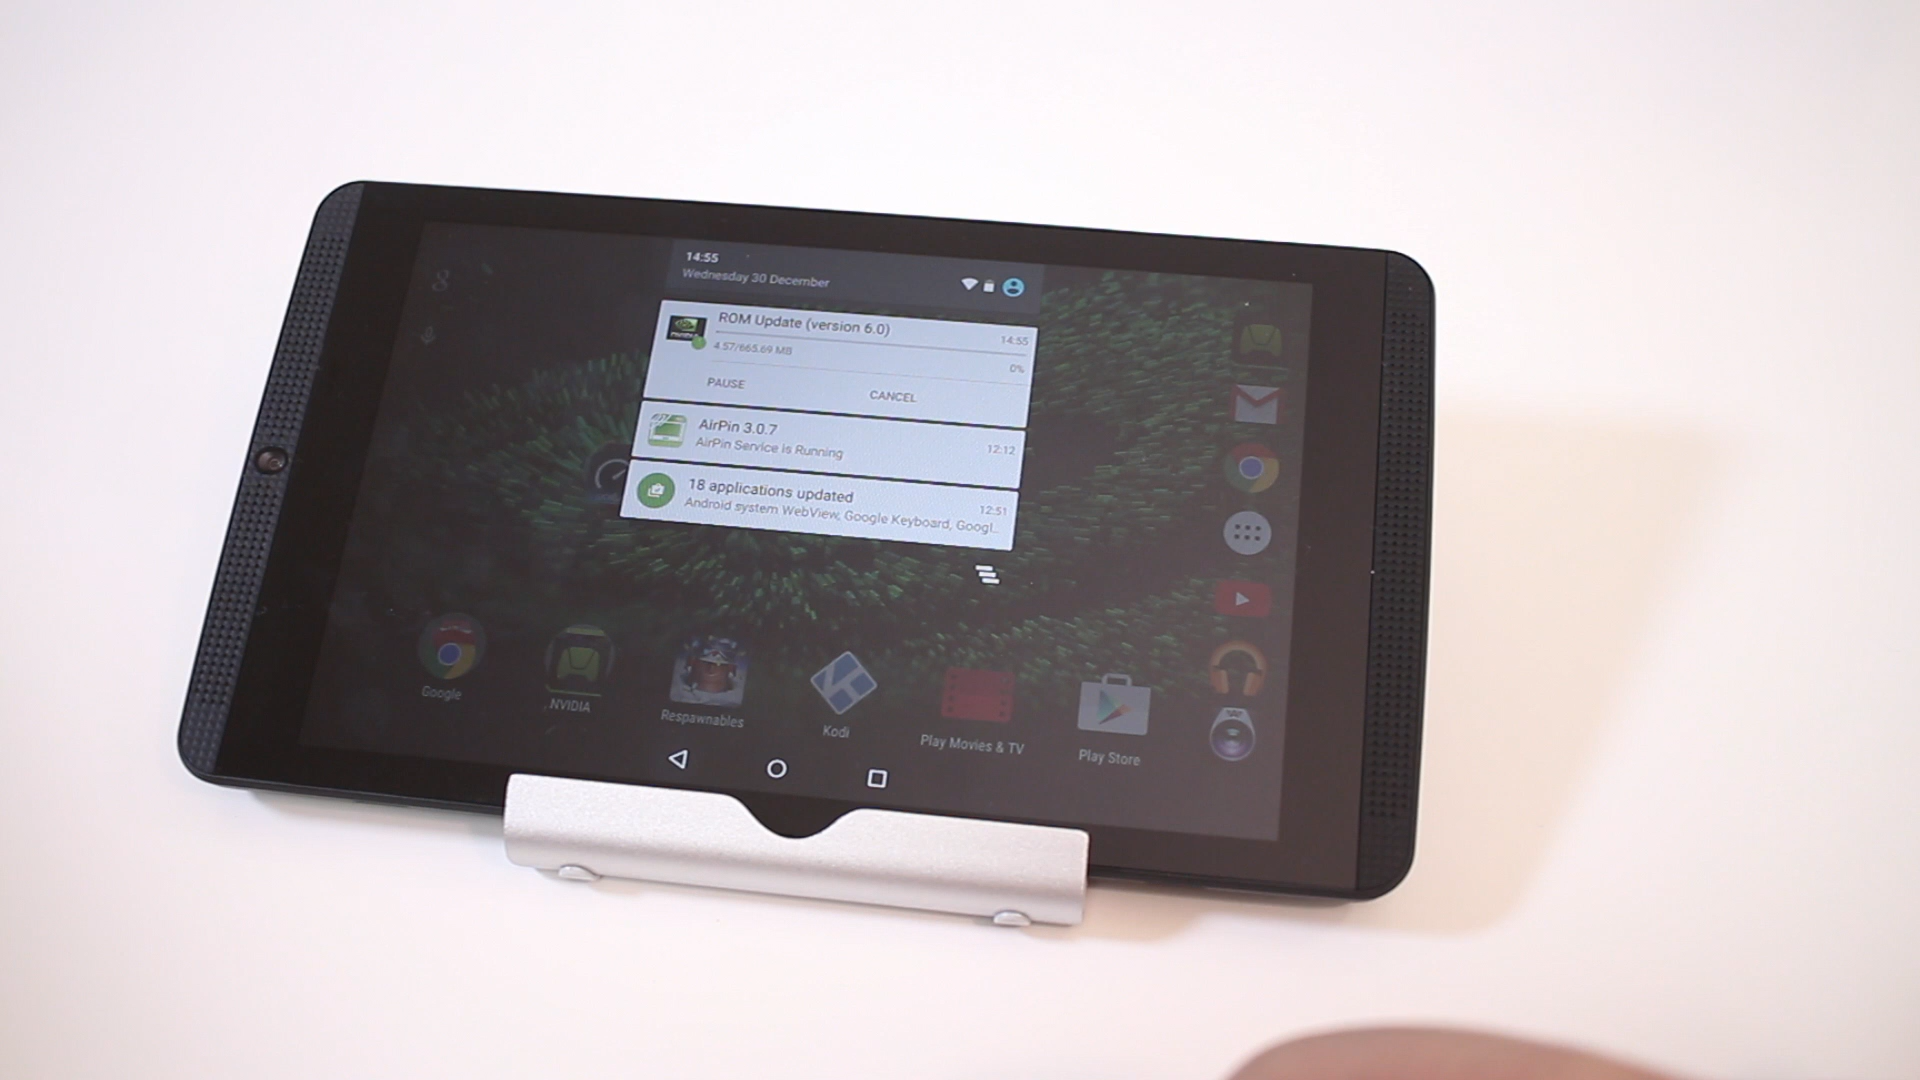 14:55
Wednesday 30 December
ROM Update (version 6.0)
14:55
4.57/665.69 MB
0%
PAUSE
CANCEL
AirPin 3.0.7
AirPin Service is Running
12:12
18 applications updated
12:51
Android system WebView, Google Keyboard, Googl...
Google
NVIDIA
Respawnables
Kodi
Play Movies & TV
Play Store